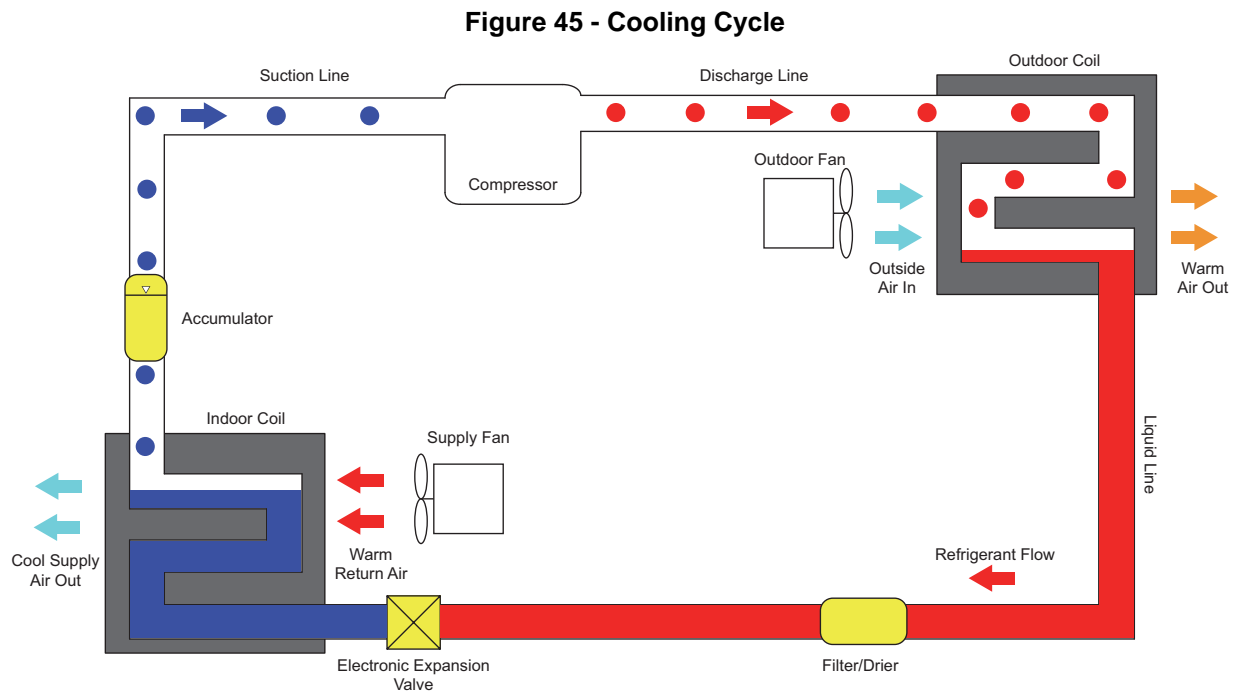 Figure 45 - Cooling Cycle
Suction Line
Discharge Line
Outdoor Coil
Compressor
Outdoor Fan
Outside
Air In
Warm
Air Out
Accumulator
Indoor Coil
Supply Fan
Liquid Line
Cool Supply
Air Out
Warm
Return Air
Refrigerant Flow
Electronic Expansion
Valve
Filter/Drier